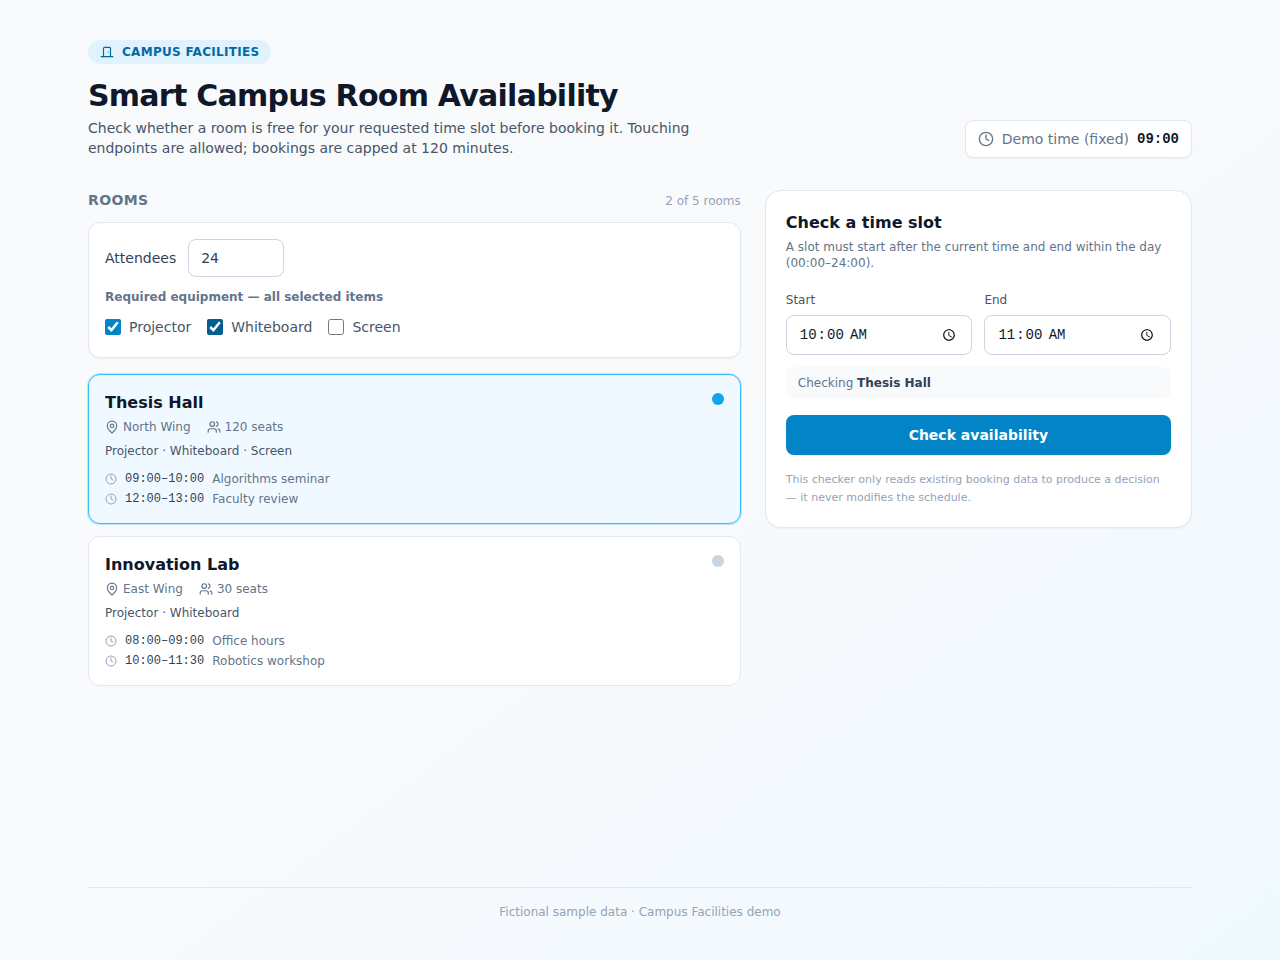 CAMPUS FACILITIES
Smart Campus Room Availability
Check whether a room is free for your requested time slot before booking it. Touching
endpoints are allowed; bookings are capped at 120 minutes.
Demo time (fixed) 09:00
ROOMS
2 of 5 rooms
Attendees 24
Required equipment — all selected items
Projector Whiteboard Screen
Thesis Hall
North Wing 120 seats
Projector · Whiteboard · Screen
09:00–10:00 Algorithms seminar
12:00–13:00 Faculty review
Innovation Lab
East Wing 30 seats
Projector · Whiteboard
08:00–09:00 Office hours
10:00–11:30 Robotics workshop
Check a time slot
A slot must start after the current time and end within the day
(00:00–24:00).
Start End
10:00 AM 11:00 AM
Checking Thesis Hall
Check availability
This checker only reads existing booking data to produce a decision
— it never modifies the schedule.
Fictional sample data · Campus Facilities demo